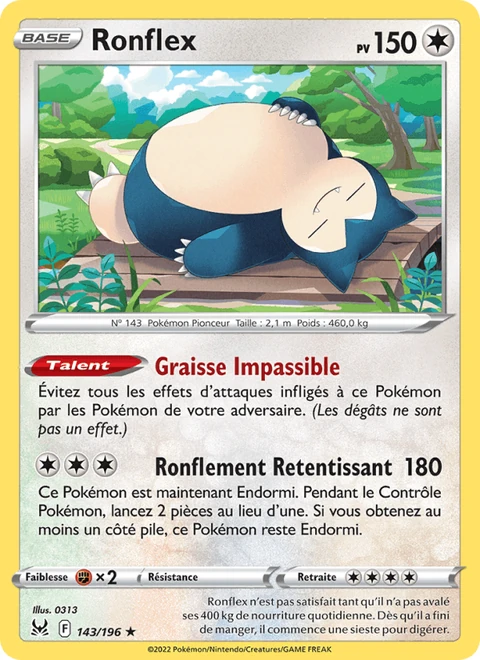 BASE Ronflex PV 150
N° 143 Pokémon Pionceur Taille : 2,1 m Poids : 460,0 kg
Talent Graisse Impassible
Évitez tous les effets d'attaques infligés à ce Pokémon
par les Pokémon de votre adversaire. (Les dégâts ne sont
pas un effet.)
Ronflement Retentissant 180
Ce Pokémon est maintenant Endormi. Pendant le Contrôle
Pokémon, lancez 2 pièces au lieu d'une. Si vous obtenez au
moins un côté pile, ce Pokémon reste Endormi.
Faiblesse ×2 Résistance Retraite
Illus. 0313
Ronflex n'est pas satisfait tant qu'il n'a pas avalé
ses 400 kg de nourriture quotidienne. Dès qu'il a fini
de manger, il commence une sieste pour digérer.
F 143/196 ★
©2022 Pokémon/Nintendo/Creatures/GAME FREAK